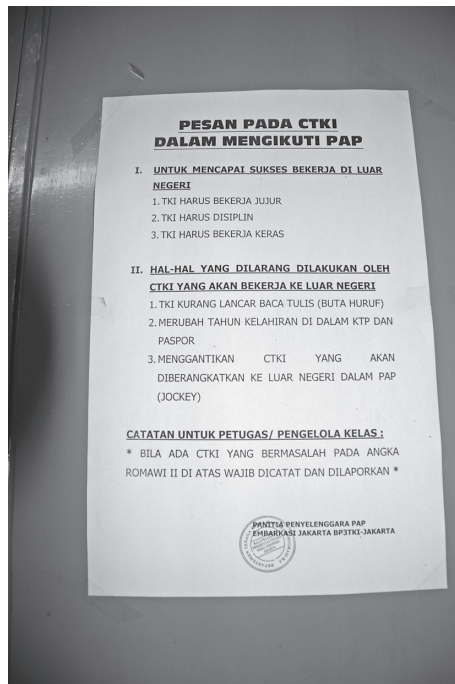 PESAN PADA CTKI
DALAM MENGIKUTI PAP
I. UNTUK MENCAPAI SUKSES BEKERJA DI LUAR
NEGERI
1. TKI HARUS BEKERJA JUJUR
2. TKI HARUS DISIPLIN
3. TKI HARUS BEKERJA KERAS
II. HAL-HAL YANG DILARANG DILAKUKAN OLEH
CTKI YANG AKAN BEKERJA KE LUAR NEGERI
1. TKI KURANG LANCAR BACA TULIS (BUTA HURUF)
2. MERUBAH TAHUN KELAHIRAN DI DALAM KTP DAN
PASPOR
3. MENGGANTIKAN CTKI YANG AKAN
DIBERANGKATKAN KE LUAR NEGERI DALAM PAP
(JOCKEY)
CATATAN UNTUK PETUGAS/ PENGELOLA KELAS :
* BILA ADA CTKI YANG BERMASALAH PADA ANGKA
ROMAWI II DI ATAS WAJIB DICATAT DAN DILAPORKAN *
PANITIA PENYELENGGARA PAP
EMBARKASI JAKARTA BP3TKI-JAKARTA